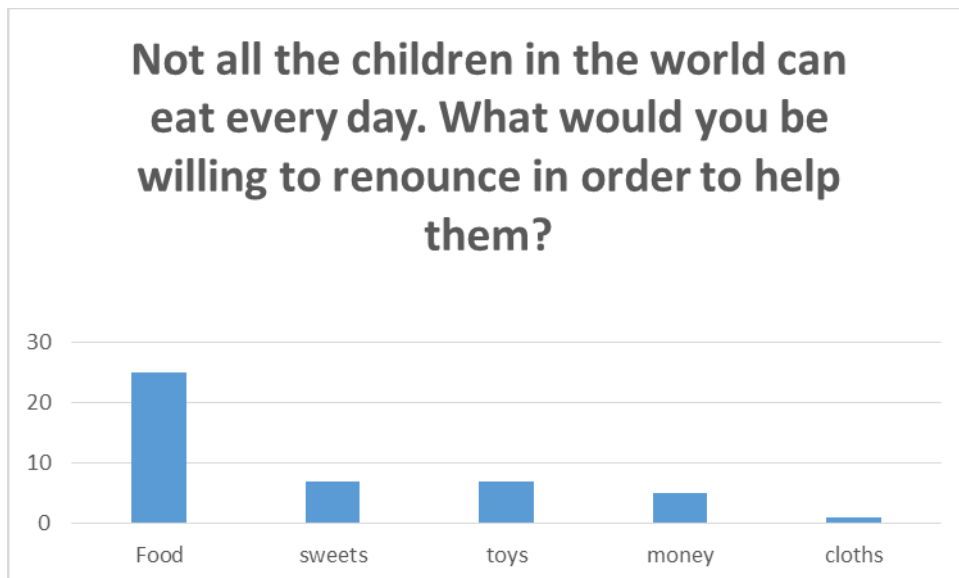 Not all the children in the world can
eat every day. What would you be
willing to renounce in order to help
them?
30
20
10
0
Food sweets toys money cloths